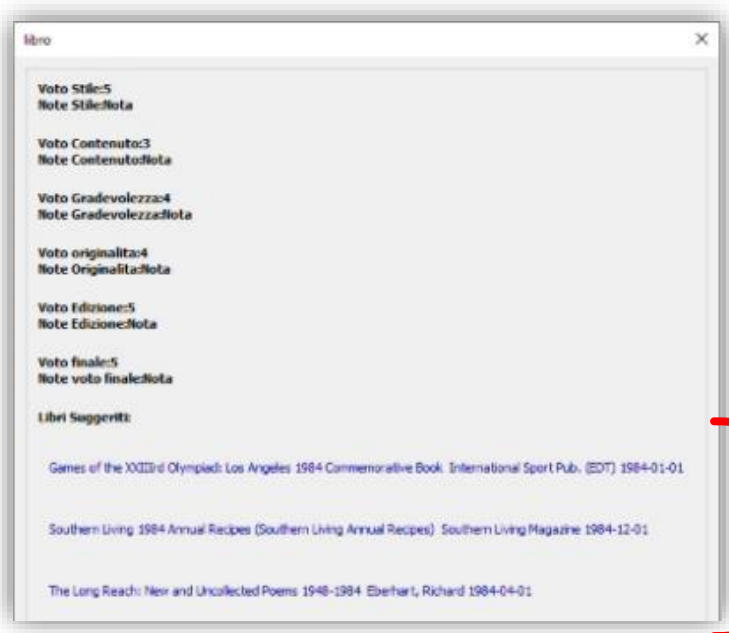 libro
Voto Stile:5
Note Stile:Nota
Voto Contenuto:3
Note Contenuto:Nota
Voto Gradevolezza:4
Note Gradevolezza:Nota
Voto originalita:4
Note Originalita:Nota
Voto Edizione:5
Note Edizione:Nota
Voto finale:5
Note voto finale:Nota
Libri Suggeriti:
Games of the XXIIIrd Olympiad: Los Angeles 1984 Commemorative Book International Sport Pub. (EDT) 1984-01-01
Southern Living 1984 Annual Recipes (Southern Living Annual Recipes) Southern Living Magazine 1984-12-01
The Long Reach: New and Uncollected Poems 1948-1984 Eberhart, Richard 1984-04-01